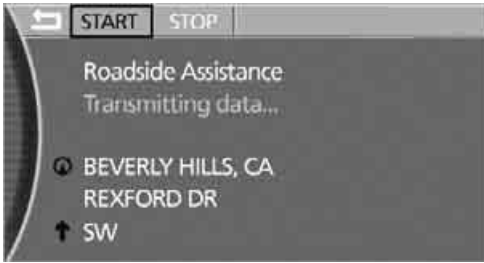 START STOP
Roadside Assistance
Transmitting data...
BEVERLY HILLS, CA
REXFORD DR
SW